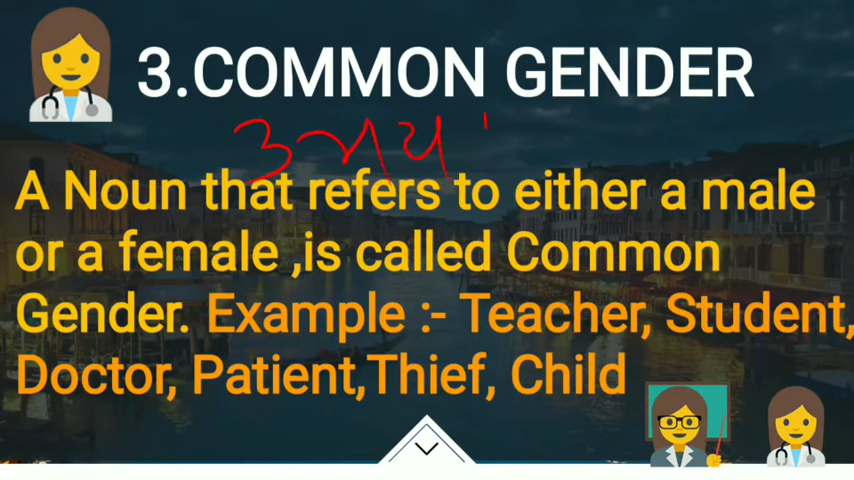 3.COMMON GENDER
A Noun that refers to either a male
or a female ,is called Common
Gender. Example :- Teacher, Student,
Doctor, Patient,Thief, Child